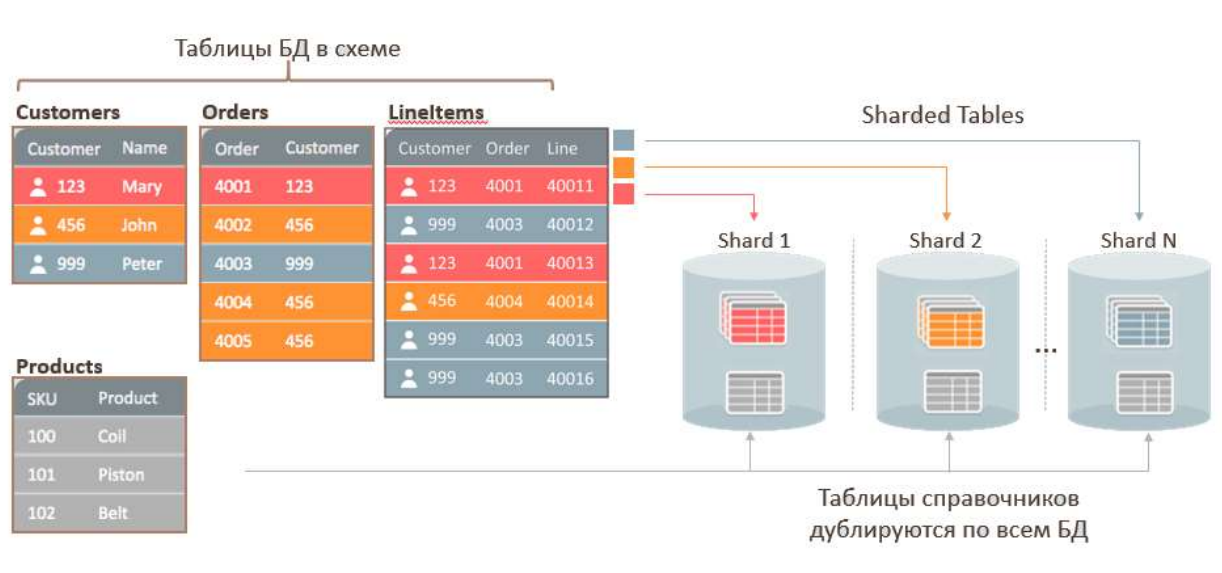 Таблицы БД в схеме
Customers
Customer Name
123 Mary
456 John
999 Peter
Orders
Order Customer
4001 123
4002 456
4003 999
4004 456
4005 456
LineItems
Customer Order Line
123 4001 40011
999 4003 40012
123 4001 40013
456 4004 40014
999 4003 40015
999 4003 40016
Products
SKU Product
100 Coil
101 Piston
102 Belt
Sharded Tables
Shard 1
Shard 2
...
Shard N
Таблицы справочников
дублируются по всем БД